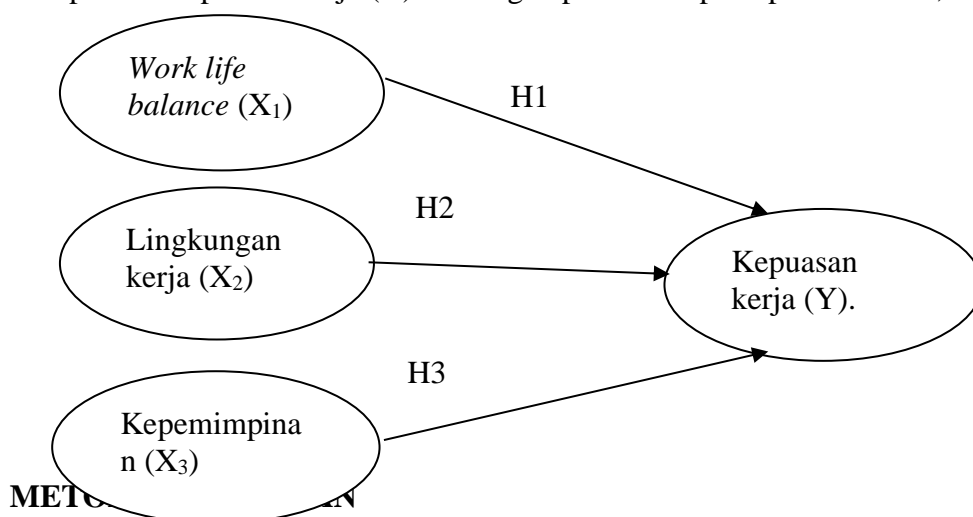 Work life
balance (X₁)
H1
H2
Lingkungan
kerja (X₂)
Kepuasan
kerja (Y).
H3
Kepemimpina
n (X₃)